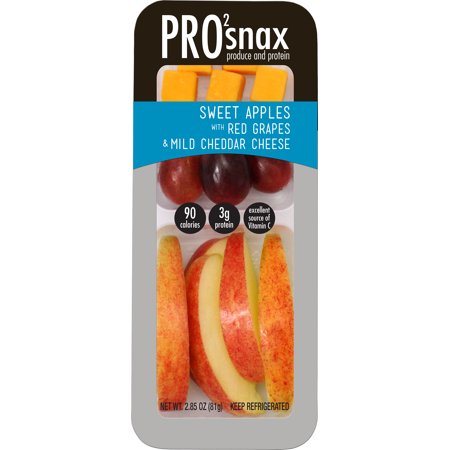 PRO²snax
produce and protein
SWEET APPLES
WITH RED GRAPES
& MILD CHEDDAR CHEESE
90
calories
3g
protein
excellent
source of
Vitamin C
NET WT. 2.85 OZ (81g) KEEP REFRIGERATED